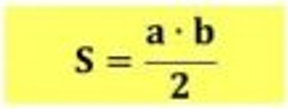 S = a · b / 2